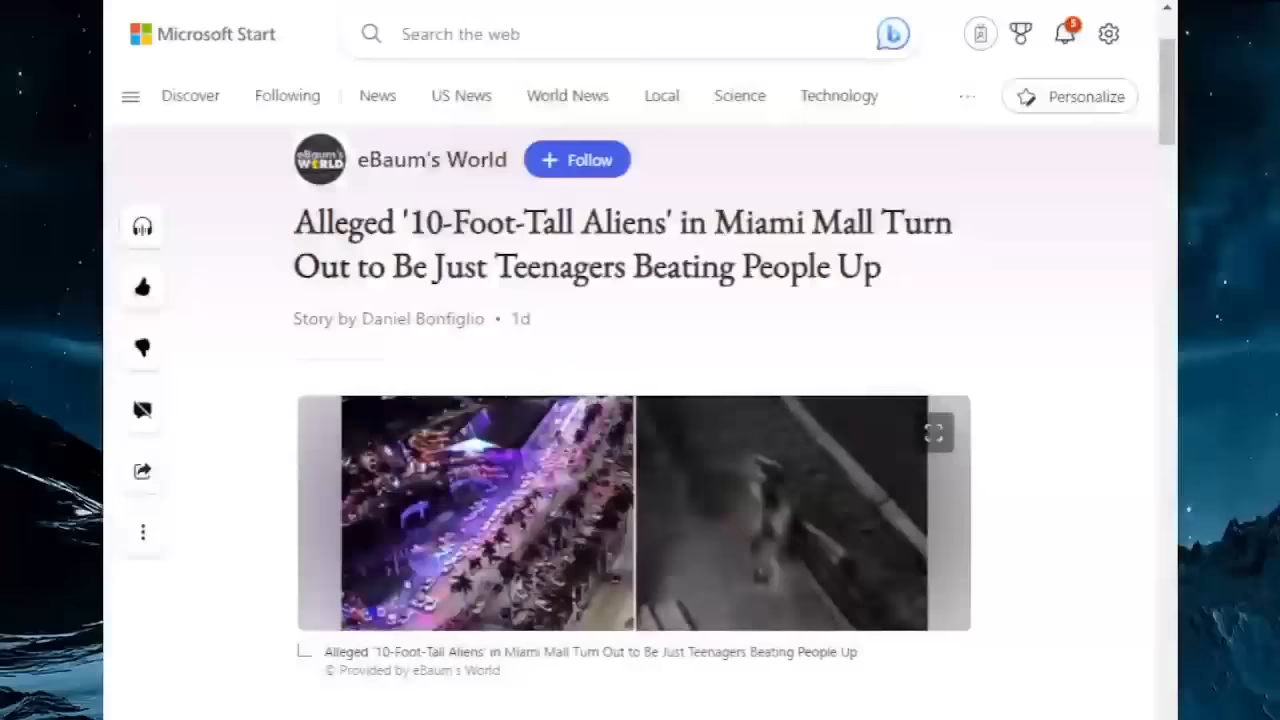 Microsoft Start
Search the web
5
Discover
Following
News
US News
World News
Local
Science
Technology
Personalize
eBaum's WORLD
eBaum's World
Follow
Alleged '10-Foot-Tall Aliens' in Miami Mall Turn
Out to Be Just Teenagers Beating People Up
Story by Daniel Bonfiglio • 1d
Alleged '10-Foot-Tall Aliens' in Miami Mall Turn Out to Be Just Teenagers Beating People Up
© Provided by eBaum's World